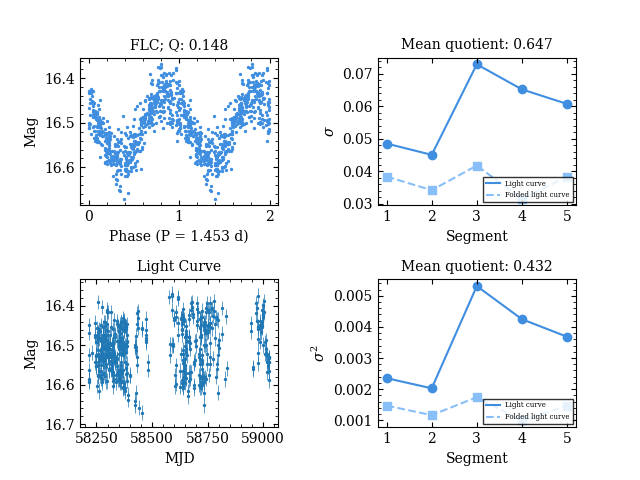 FLC; Q: 0.148
Mag
16.4
16.5
16.6
0
1
2
Phase (P = 1.453 d)
Mean quotient: 0.647
σ
0.07
0.06
0.05
0.04
0.03
Light curve
Folded light curve
1
2
3
4
5
Segment
Light Curve
Mag
16.4
16.5
16.6
16.7
58250
58500
58750
59000
MJD
Mean quotient: 0.432
σ²
0.005
0.004
0.003
0.002
0.001
Light curve
Folded light curve
1
2
3
4
5
Segment